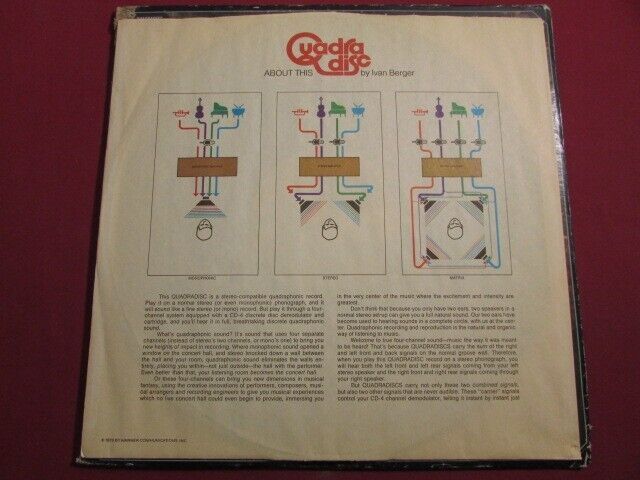 Quadra
disc
ABOUT THIS by Ivan Berger
MONOPHONIC
STEREO
MATRIX
This QUADRADISC is a stereo-compatible quadraphonic record.
Play it on a normal stereo (or even monophonic) phonograph, and it
will sound like a fine stereo (or mono) record. But play it through a four-
channel system equipped with a CD-4 discrete disc demodulator and
cartridge, and you'll hear it in full, breathtaking discrete quadraphonic
sound.
What's quadraphonic sound? It's sound that uses four separate
channels (instead of stereo's two channels, or mono's one) to bring you
new heights of impact in recording. Where monophonic sound opened a
window on the concert hall, and stereo knocked down a wall between
the hall and your room, quadraphonic eliminates the walls en-
tirely, placing you within—not just outside—the hall with the performer.
Even better than that, your listening room becomes the concert hall.
Or these four-channels can bring you new dimensions in musical
fantasy, using the creative innovations of performers, composers, musi-
cal arrangers and recording engineers to give you musical experiences
which no live concert hall could even begin to provide, immersing you
in the very center of the music where the excitement and intensity are
greatest.
Don't think that because you only have two ears, two speakers in a
normal stereo set-up can give you a full natural sound. Our two ears have
become used to hearing sounds in a complete circle, with us at the cen-
ter. Quadraphonic recording and reproduction is the natural and organic
way of listening to music.
Welcome to true four-channel sound—music the way it was meant
to be heard! That's because QUADRADISCS carry the sum of the right
and left front and back signals on the normal groove wall. Therefore,
when you play this QUADRADISC record on a stereo phonograph, you
will hear both the left front and left rear signals coming from your left
stereo speaker and the right front and right rear signals coming through
your right speaker.
But QUADRADISCS carry not only these two combined signals,
but also two other signals that are never audible. These "carrier" signals
control your CD-4 channel demodulator, telling it instant by instant just
BY WARNER COMMUNICATIONS INC.